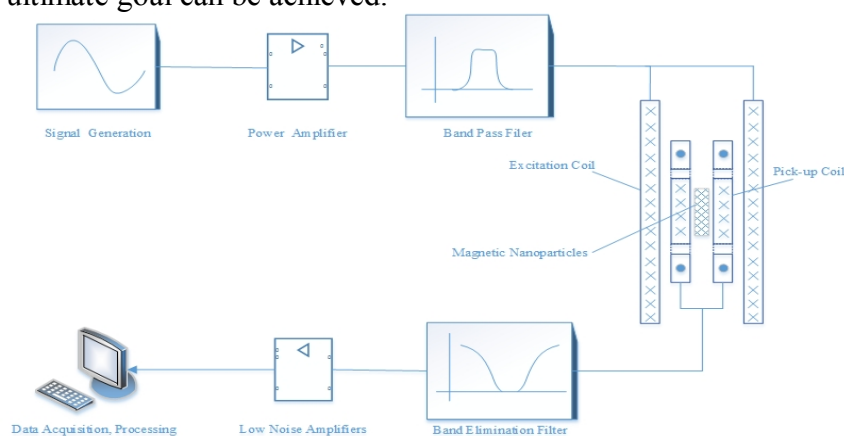 ultimate goal can be achieved.
Signal Generation
Power Amplifier
Band Pass Filer
Excitation Coil
Pick-up Coil
Magnetic Nanoparticles
Data Acquisition, Processing
Low Noise Amplifiers
Band Elimination Filter